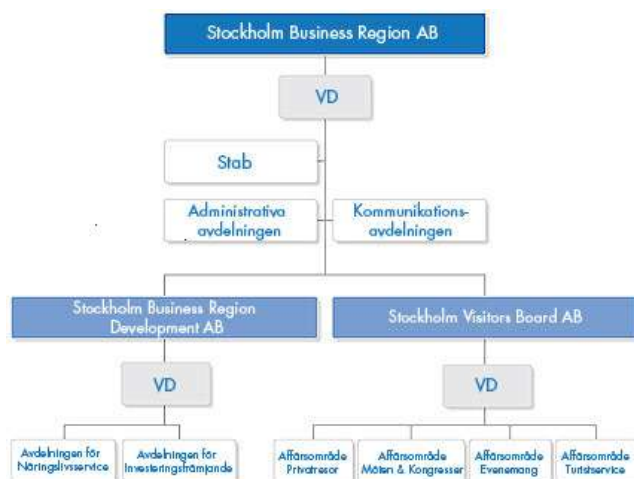 Stockholm Business Region AB
VD
Stab
Administrativa
avdelningen
Kommunikations-
avdelningen
Stockholm Business Region
Development AB
Stockholm Visitors Board AB
VD
VD
Avdelningen för
Näringslivsservice
Avdelningen för
Investeringsfrämjande
Affärsområde
Privatresor
Affärsområde
Möten & Kongresser
Affärsområde
Evenemang
Affärsområde
Turistservice